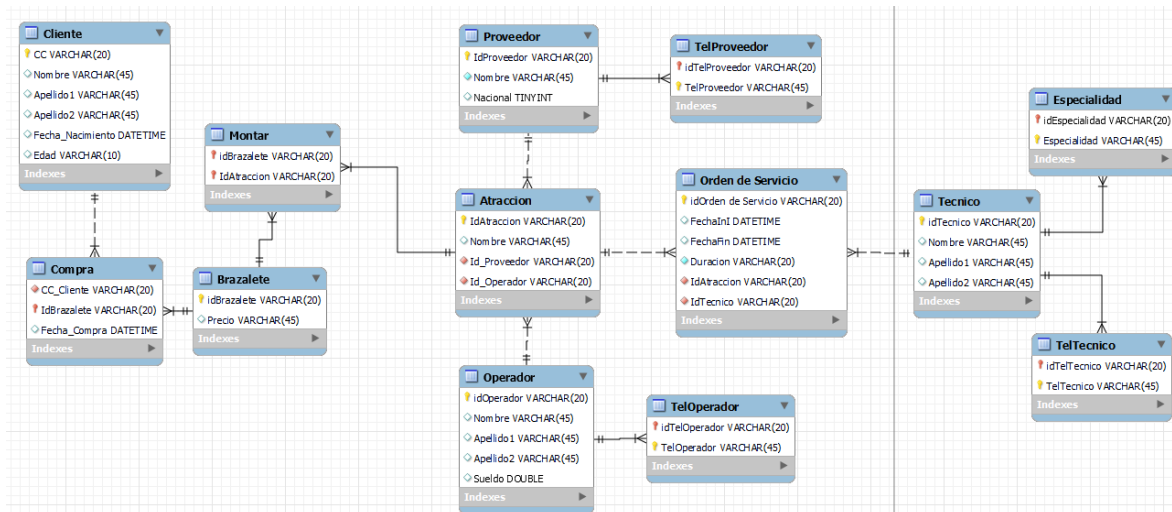 Cliente
CC VARCHAR(20)
Nombre VARCHAR(45)
Apellido1 VARCHAR(45)
Apellido2 VARCHAR(45)
Fecha_Nacimiento DATETIME
Edad VARCHAR(10)
Indexes
Compra
CC_Cliente VARCHAR(20)
IdBrazalete VARCHAR(20)
Fecha_Compra DATETIME
Indexes
Montar
idBrazalete VARCHAR(20)
IdAtraccion VARCHAR(20)
Indexes
Brazalete
idBrazalete VARCHAR(20)
Precio VARCHAR(45)
Indexes
Proveedor
IdProveedor VARCHAR(20)
Nombre VARCHAR(45)
Nacional TINYINT
Indexes
TelProveedor
idTelProveedor VARCHAR(20)
TelProveedor VARCHAR(45)
Indexes
Atraccion
IdAtraccion VARCHAR(20)
Nombre VARCHAR(45)
Id_Proveedor VARCHAR(20)
Id_Operador VARCHAR(20)
Indexes
Orden de Servicio
idOrden de Servicio VARCHAR(20)
FechaIni DATETIME
FechaFin DATETIME
Duracion VARCHAR(20)
IdAtraccion VARCHAR(20)
IdTecnico VARCHAR(20)
Indexes
Operador
idOperador VARCHAR(20)
Nombre VARCHAR(45)
Apellido1 VARCHAR(45)
Apellido2 VARCHAR(45)
Sueldo DOUBLE
Indexes
TelOperador
idTelOperador VARCHAR(20)
TelOperador VARCHAR(45)
Indexes
Especialidad
idEspecialidad VARCHAR(20)
Especialidad VARCHAR(45)
Indexes
Tecnico
idTecnico VARCHAR(20)
Nombre VARCHAR(45)
Apellido1 VARCHAR(45)
Apellido2 VARCHAR(45)
Indexes
TelTecnico
idTelTecnico VARCHAR(20)
TelTecnico VARCHAR(45)
Indexes